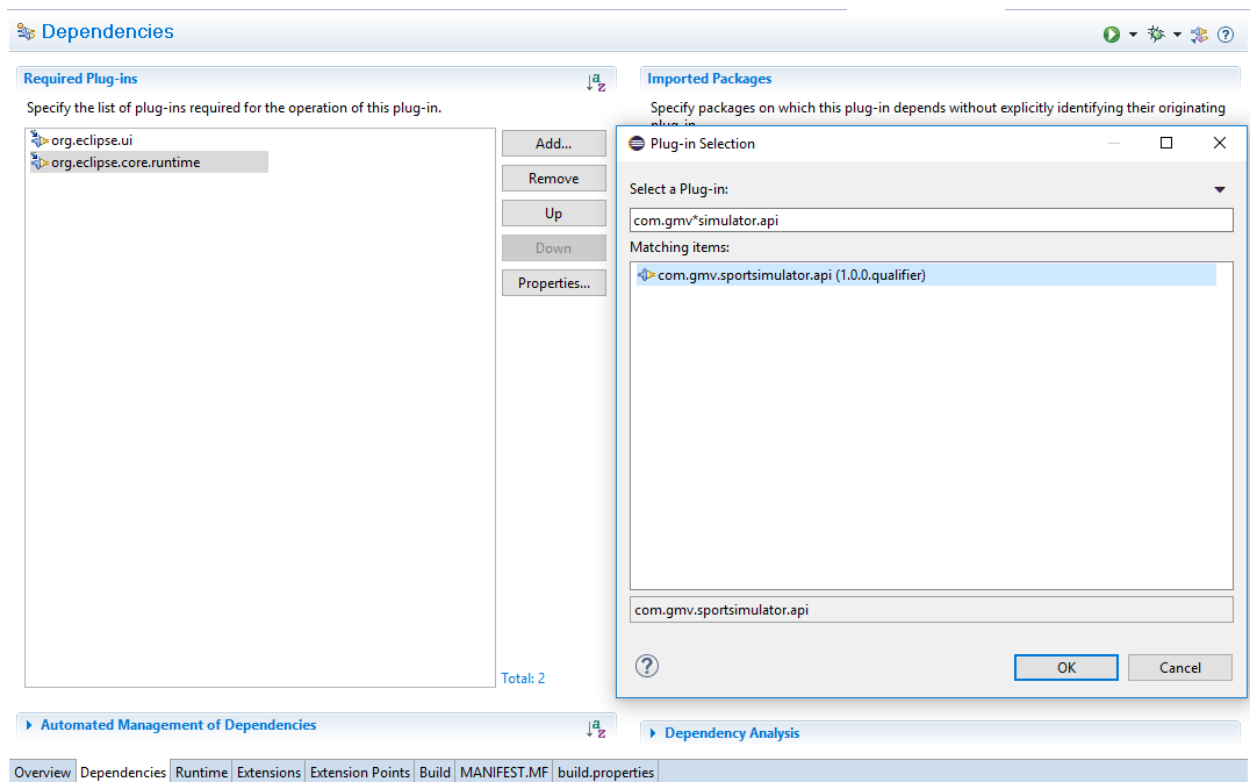 Dependencies
Required Plug-ins
Specify the list of plug-ins required for the operation of this plug-in.
org.eclipse.ui
org.eclipse.core.runtime
Add...
Remove
Up
Down
Properties...
Total: 2
Imported Packages
Specify packages on which this plug-in depends without explicitly identifying their originating
plug-in.
Plug-in Selection
Select a Plug-in:
com.gmv*simulator.api
Matching items:
com.gmv.sportsimulator.api (1.0.0.qualifier)
com.gmv.sportsimulator.api
OK
Cancel
Automated Management of Dependencies
Dependency Analysis
Overview Dependencies Runtime Extensions Extension Points Build MANIFEST.MF build.properties